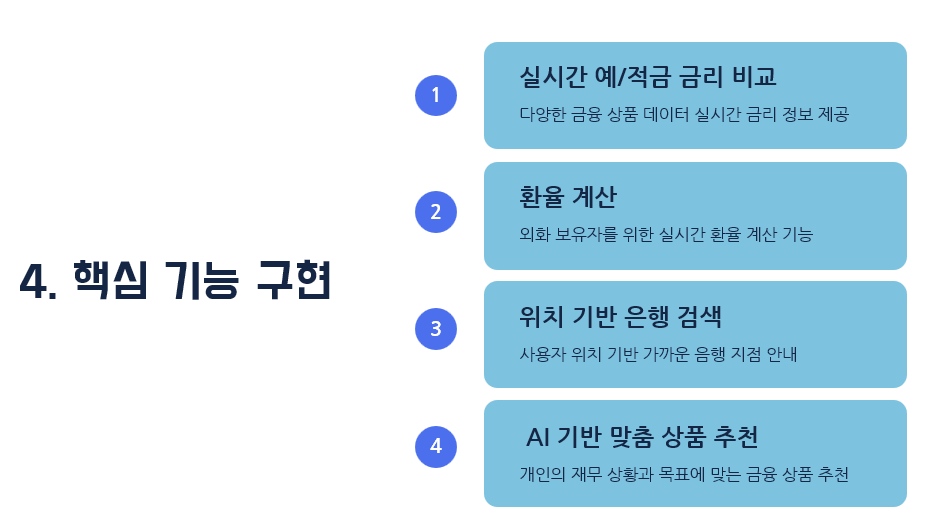 4. 핵심 기능 구현
1
실시간 예/적금 금리 비교
다양한 금융 상품 데이터 실시간 금리 정보 제공
2
환율 계산
외화 보유자를 위한 실시간 환율 계산 기능
3
위치 기반 은행 검색
사용자 위치 기반 가까운 음행 지점 안내
4
AI 기반 맞춤 상품 추천
개인의 재무 상황과 목표에 맞는 금융 상품 추천